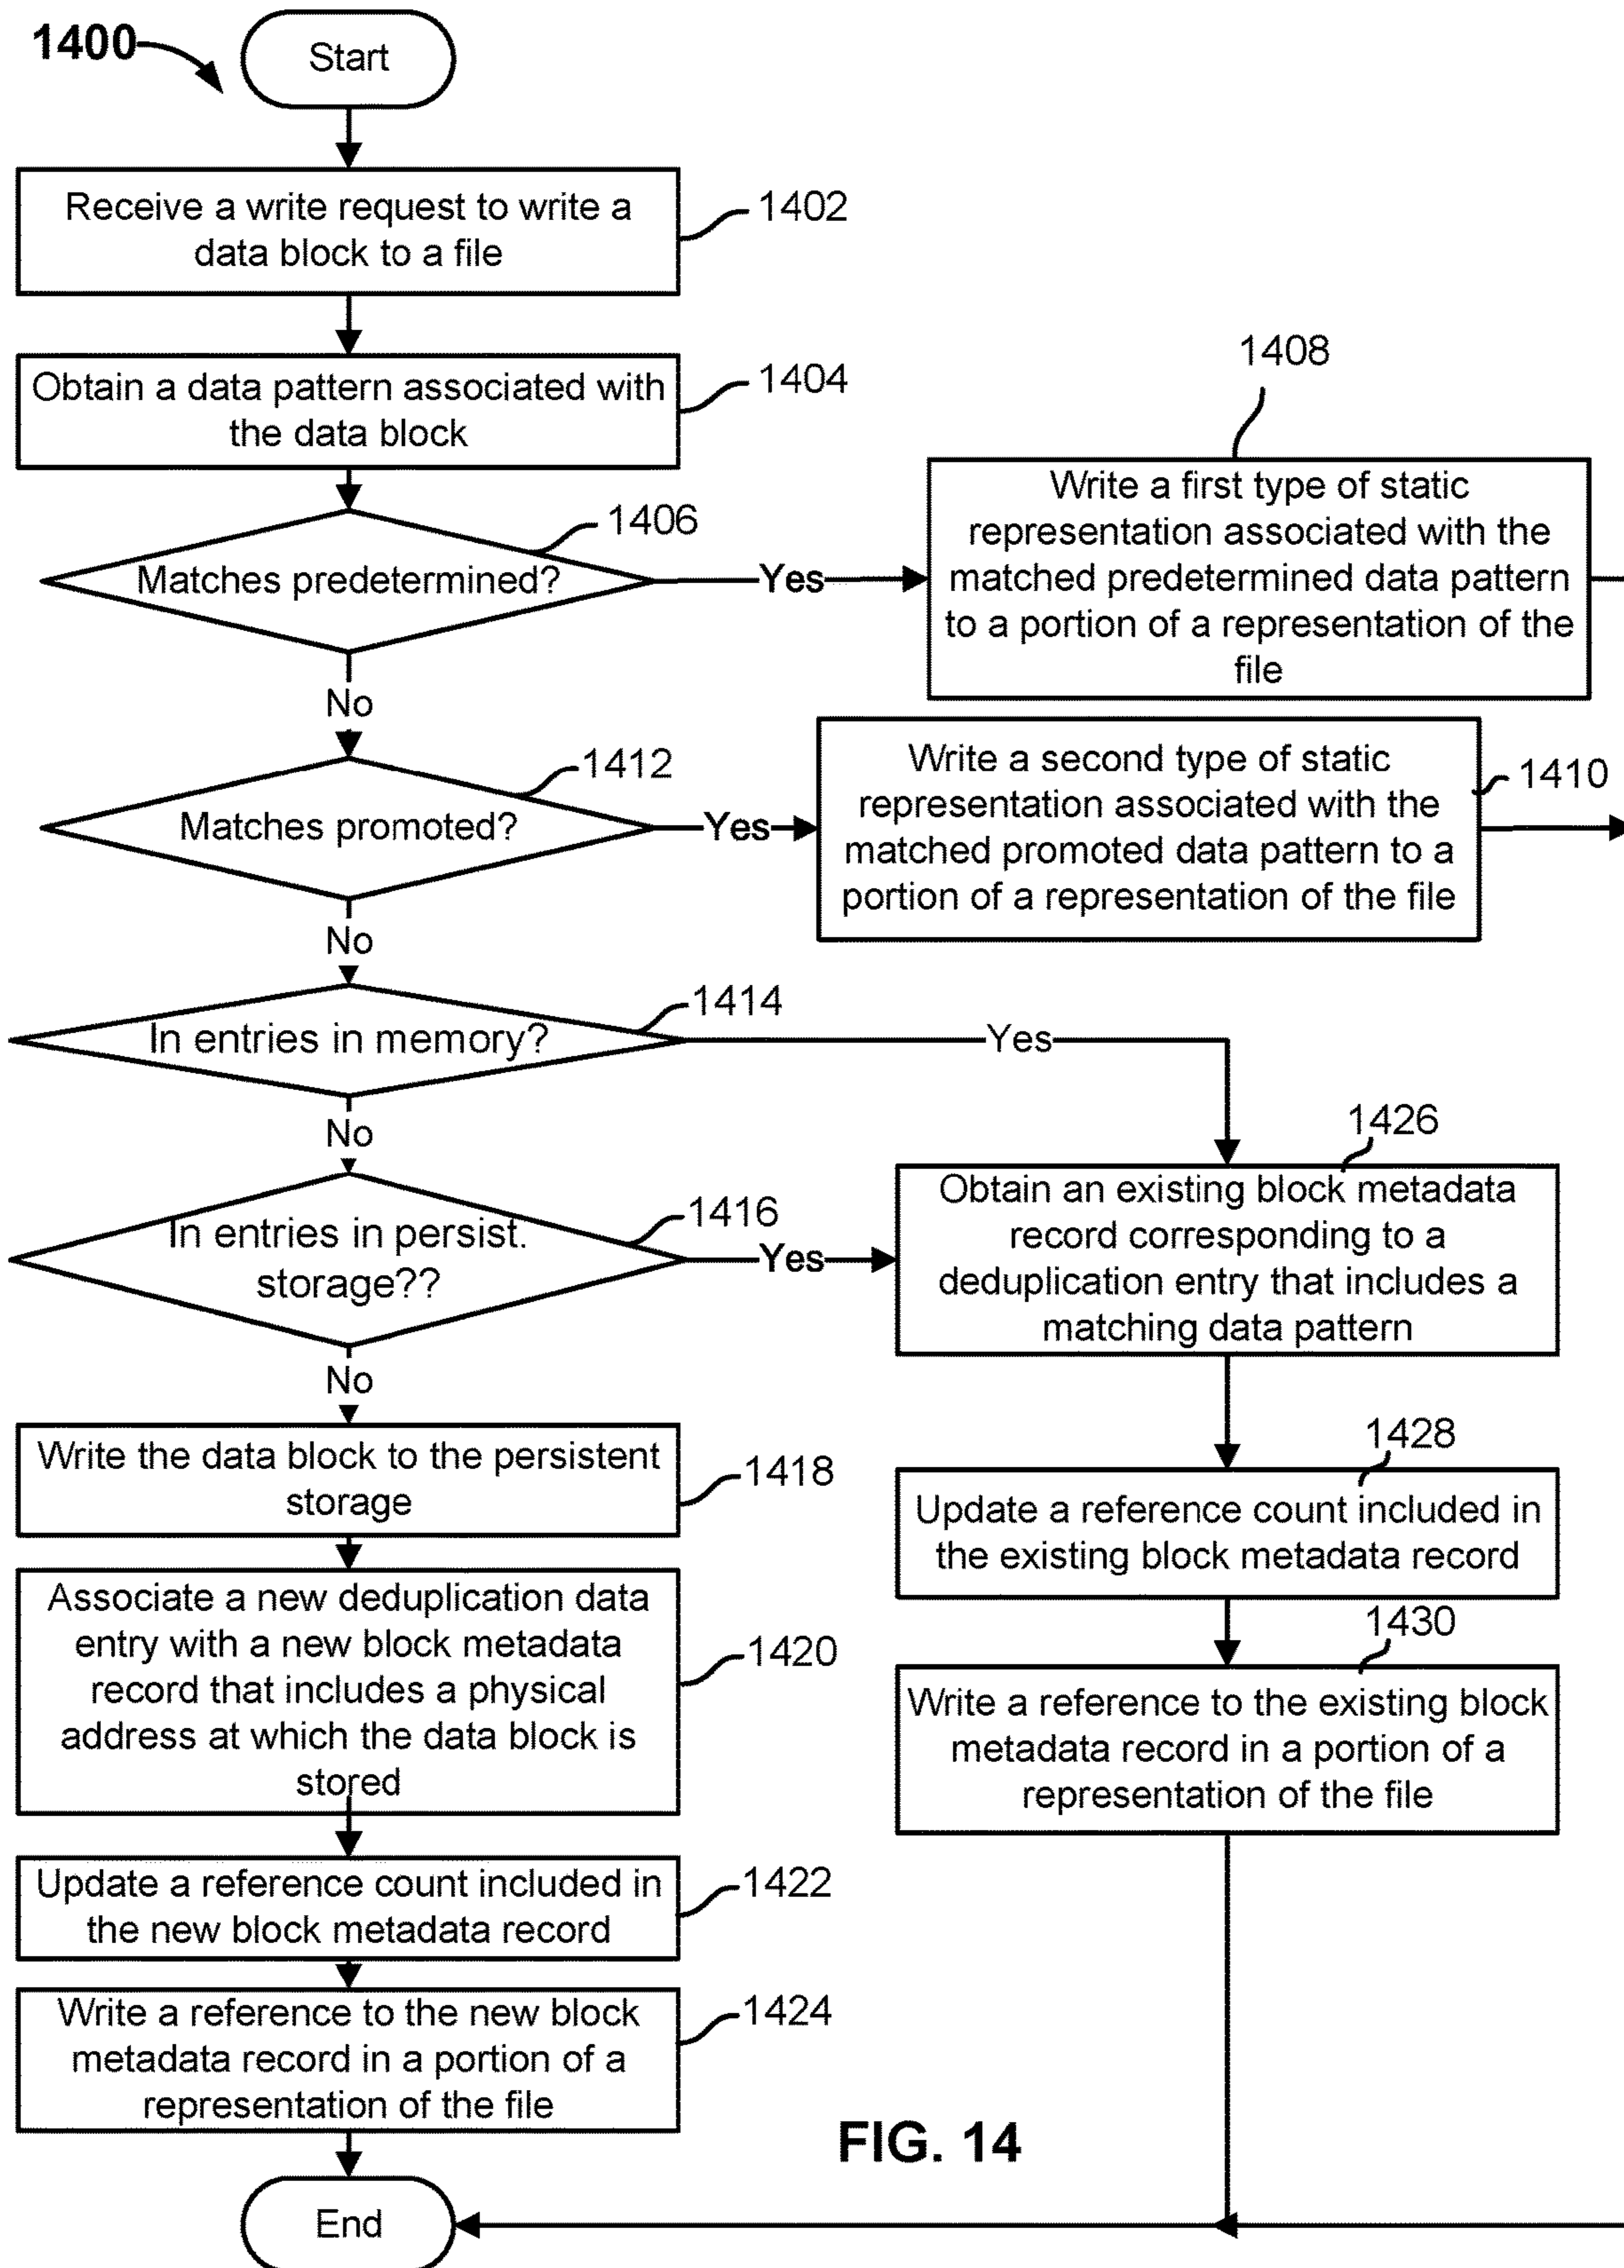 1400
Start
Receive a write request to write a
data block to a file
1402
Obtain a data pattern associated with
the data block
1404
1406
Matches predetermined?
Yes
1408
Write a first type of static
representation associated with the
matched predetermined data pattern
to a portion of a representation of the
file
No
1412
Matches promoted?
Yes
Write a second type of static
representation associated with the
matched promoted data pattern to a
portion of a representation of the file
1410
No
1414
In entries in memory?
Yes
No
1416
In entries in persist.
storage??
Yes
1426
Obtain an existing block metadata
record corresponding to a
deduplication entry that includes a
matching data pattern
No
Write the data block to the persistent
storage
1418
1428
Update a reference count included in
the existing block metadata record
Associate a new deduplication data
entry with a new block metadata
record that includes a physical
address at which the data block is
stored
1420
1430
Write a reference to the existing block
metadata record in a portion of a
representation of the file
Update a reference count included in
the new block metadata record
1422
Write a reference to the new block
metadata record in a portion of a
representation of the file
1424
FIG. 14
End